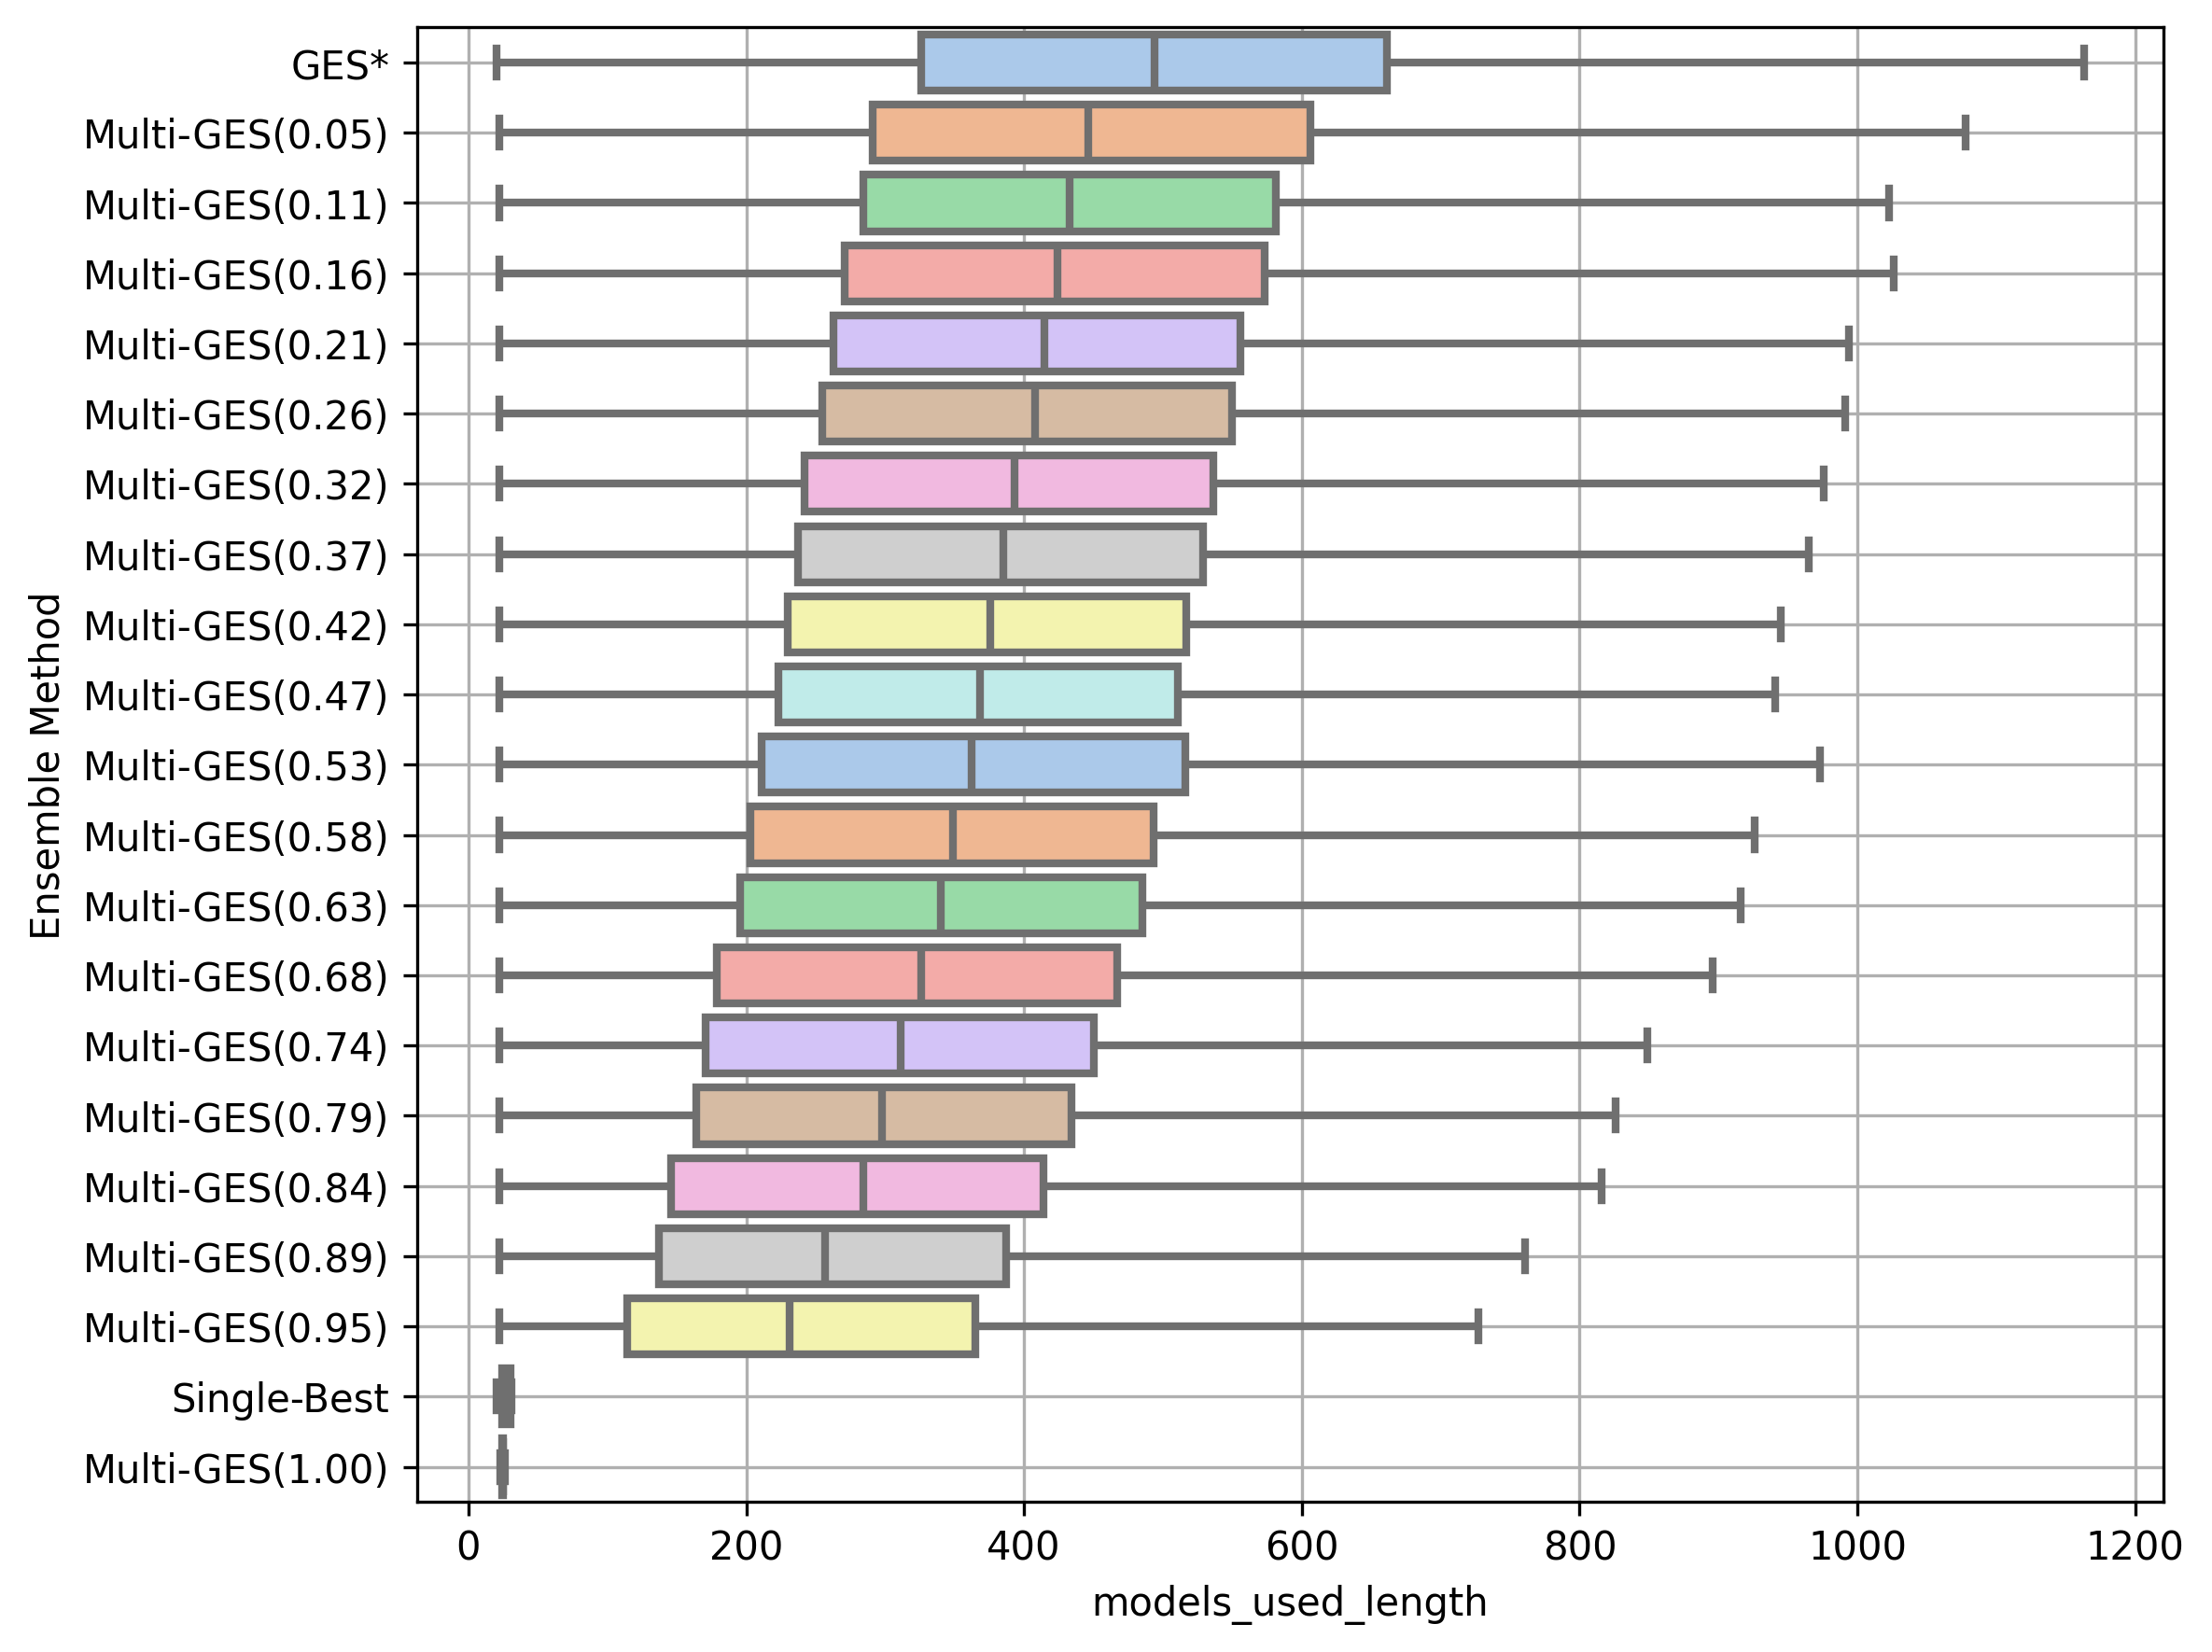 GES*
Multi-GES(0.05)
Multi-GES(0.11)
Multi-GES(0.16)
Multi-GES(0.21)
Multi-GES(0.26)
Multi-GES(0.32)
Multi-GES(0.37)
Multi-GES(0.42)
Multi-GES(0.47)
Multi-GES(0.53)
Multi-GES(0.58)
Multi-GES(0.63)
Multi-GES(0.68)
Multi-GES(0.74)
Multi-GES(0.79)
Multi-GES(0.84)
Multi-GES(0.89)
Multi-GES(0.95)
Single-Best
Multi-GES(1.00)
Ensemble Method
0 200 400 600 800 1000 1200
models_used_length